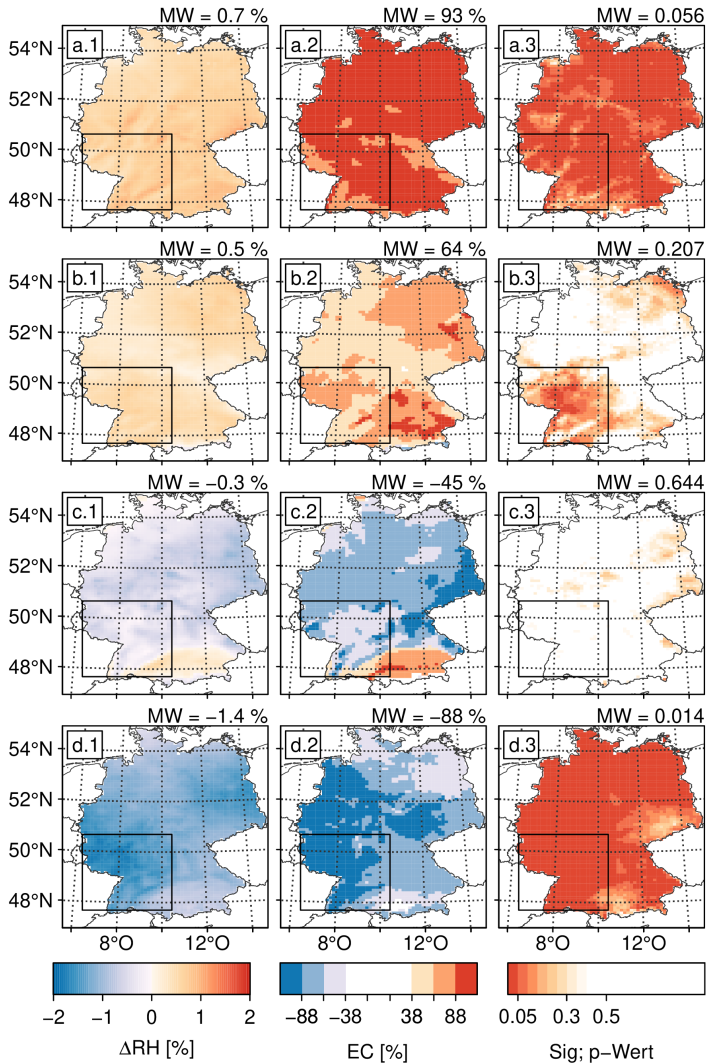 MW = 0.7 % MW = 93 % MW = 0.056
54°N a.1 a.2 a.3
52°N
50°N
48°N
MW = 0.5 % MW = 64 % MW = 0.207
54°N b.1 b.2 b.3
52°N
50°N
48°N
MW = −0.3 % MW = −45 % MW = 0.644
54°N c.1 c.2 c.3
52°N
50°N
48°N
MW = −1.4 % MW = −88 % MW = 0.014
54°N d.1 d.2 d.3
52°N
50°N
48°N
8°O 12°O 8°O 12°O 8°O 12°O
−2 −1 0 1 2 −88 −38 38 88 0.05 0.3 0.5
ΔRH [%] EC [%] Sig; p−Wert